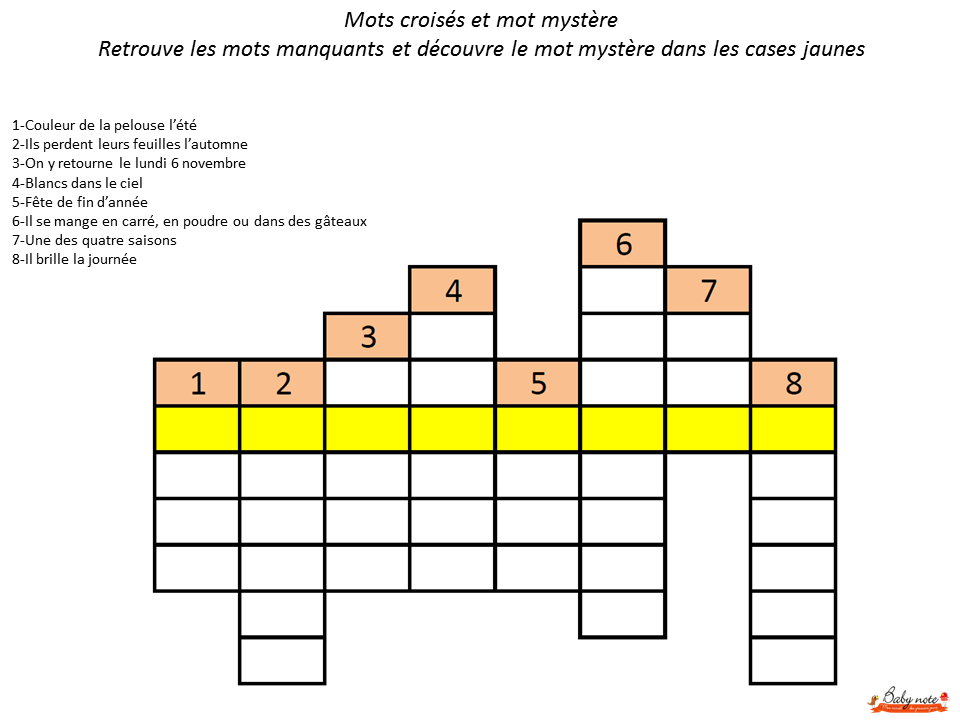 Mots croisés et mot mystère
Retrouve les mots manquants et découvre le mot mystère dans les cases jaunes
1-Couleur de la pelouse l’été
2-Ils perdent leurs feuilles l’automne
3-On y retourne le lundi 6 novembre
4-Blancs dans le ciel
5-Fête de fin d’année
6-Il se mange en carré, en poudre ou dans des gâteaux
7-Une des quatre saisons
8-Il brille la journée
6
4
7
3
1 2 5 8
Baby note